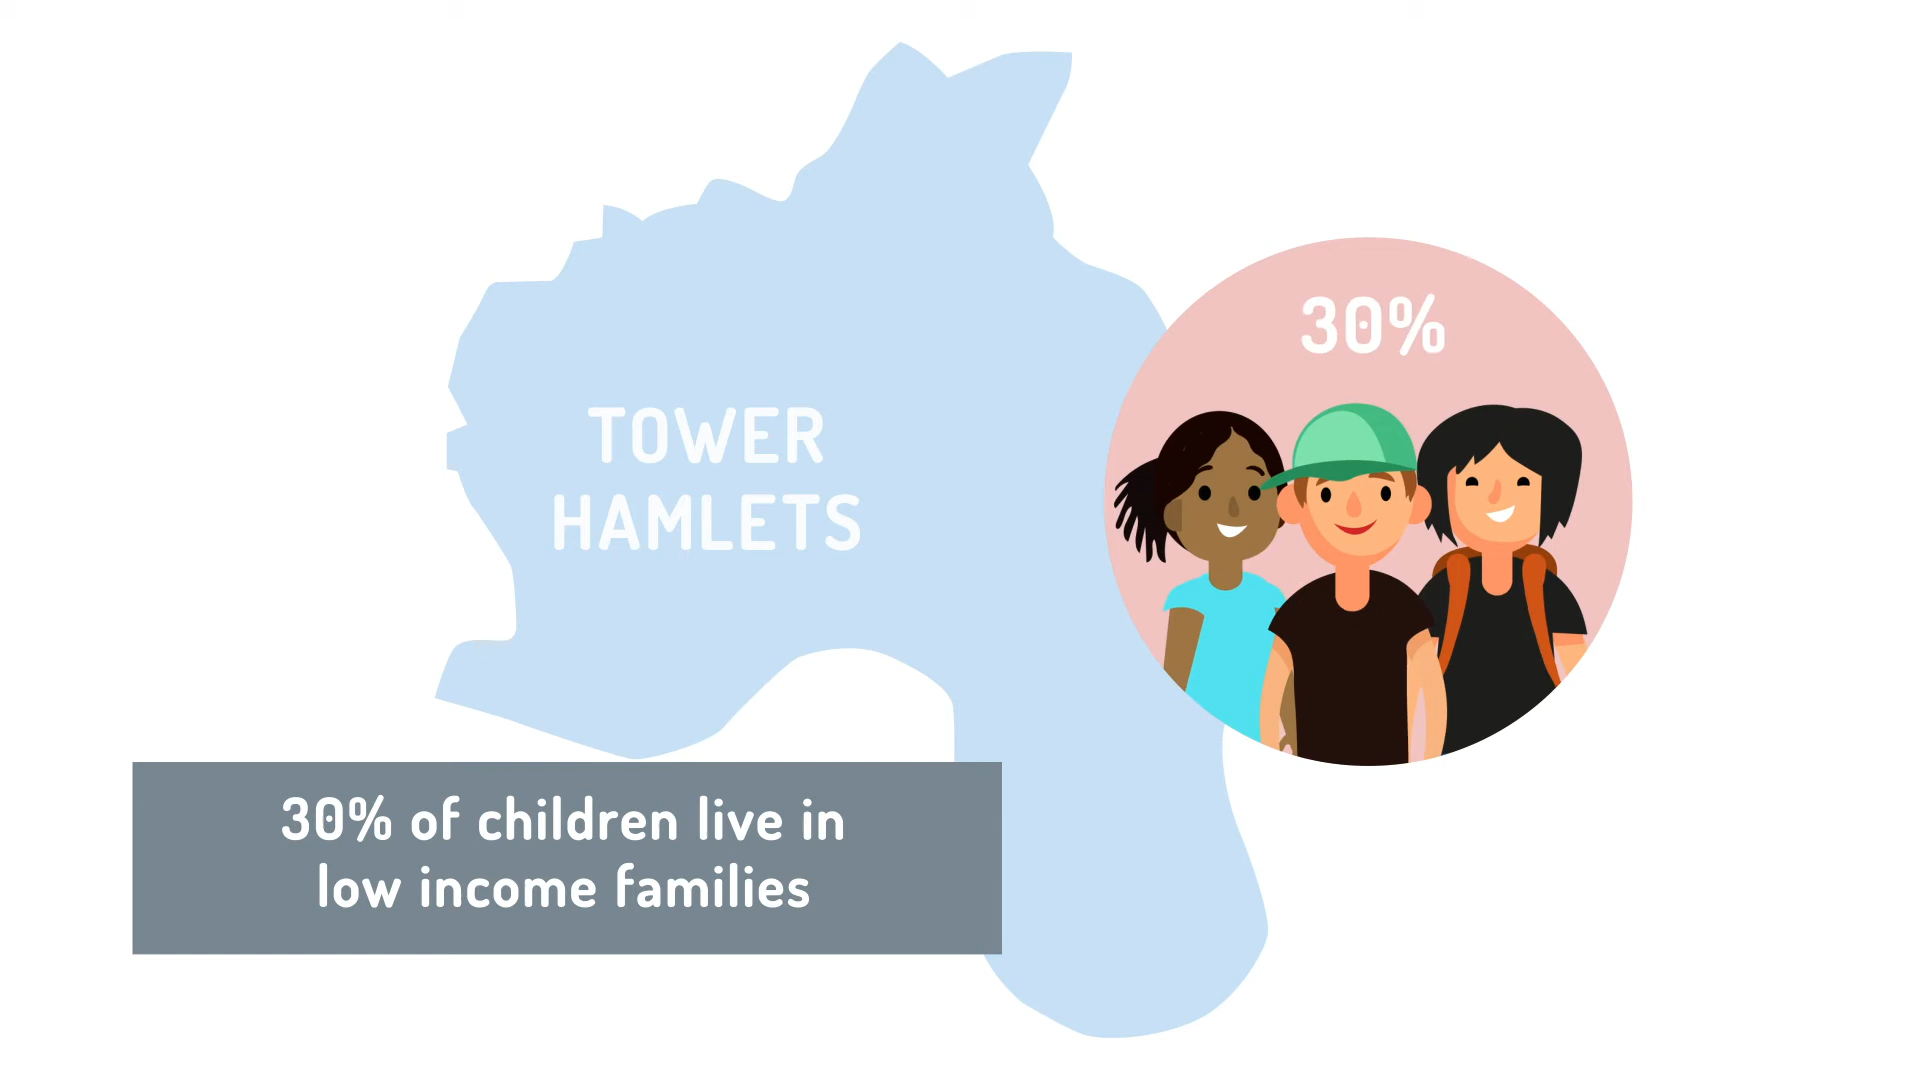 30%
TOWER
HAMLETS
30% of children live in
low income families